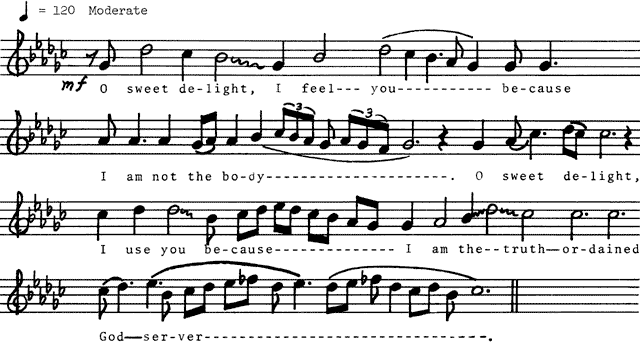 ♩ = 120 Moderate
mf O sweet de-light, I feel--- you----------- be-cause
3 3
I am not the bo-dy----------------------. O sweet de-light,
I use you be-cause-------------- I am the--truth—or-dained
God—ser-ver----------------------------------.